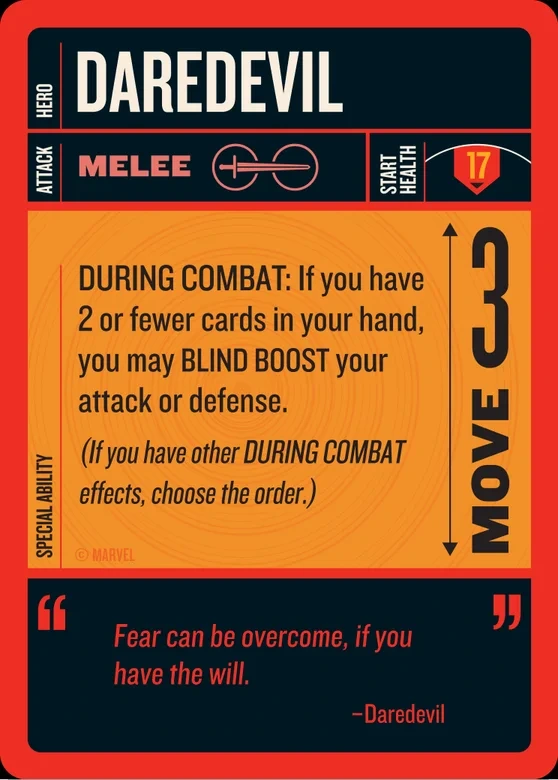 HERO
DAREDEVIL
ATTACK
MELEE
START
HEALTH
17
SPECIAL ABILITY
DURING COMBAT: If you have
2 or fewer cards in your hand,
you may BLIND BOOST your
attack or defense.
(If you have other DURING COMBAT
effects, choose the order.)
© MARVEL
MOVE 3
“ ”
Fear can be overcome, if you
have the will.
–Daredevil